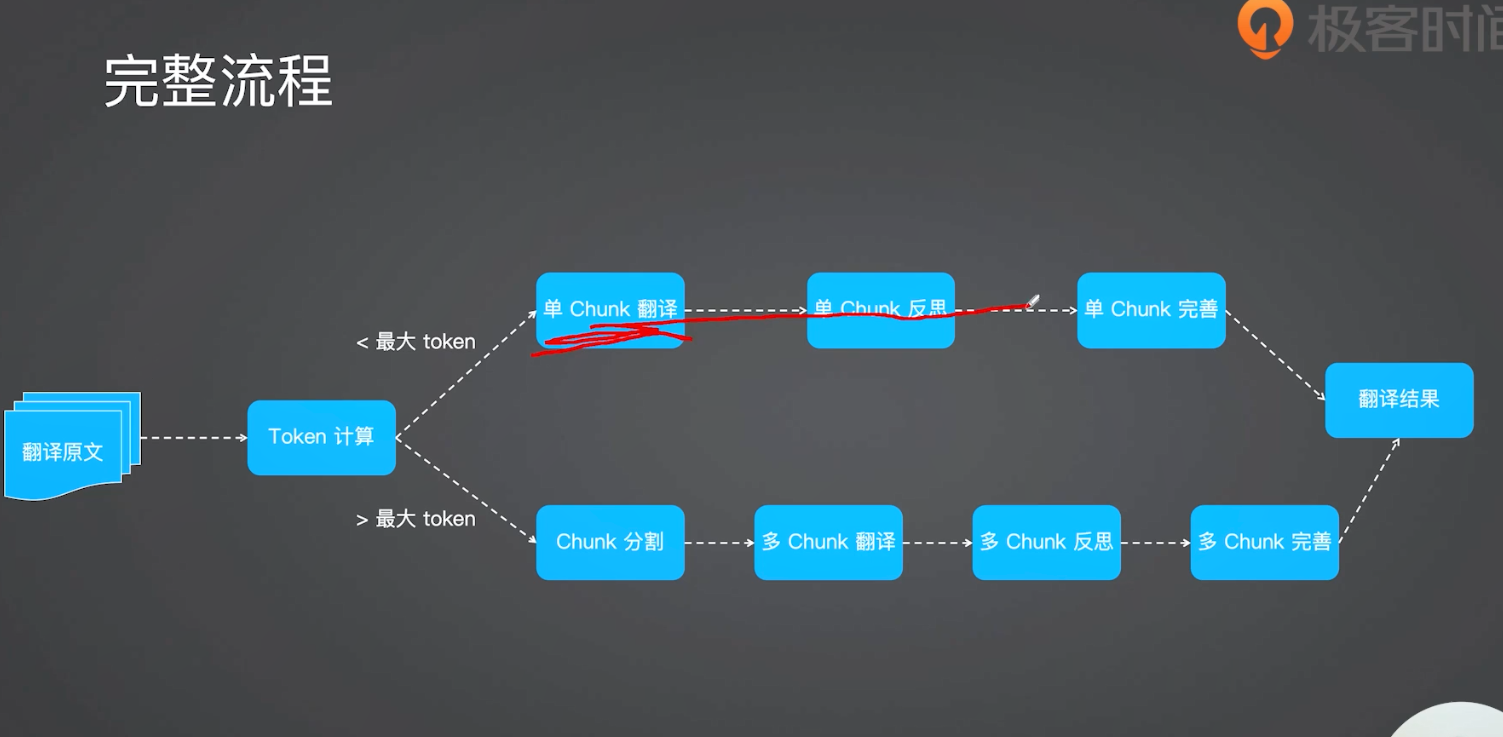 极客时间
完整流程
单 Chunk 翻译
单 Chunk 反思
单 Chunk 完善
< 最大 token
翻译结果
翻译原文
Token 计算
> 最大 token
Chunk 分割
多 Chunk 翻译
多 Chunk 反思
多 Chunk 完善